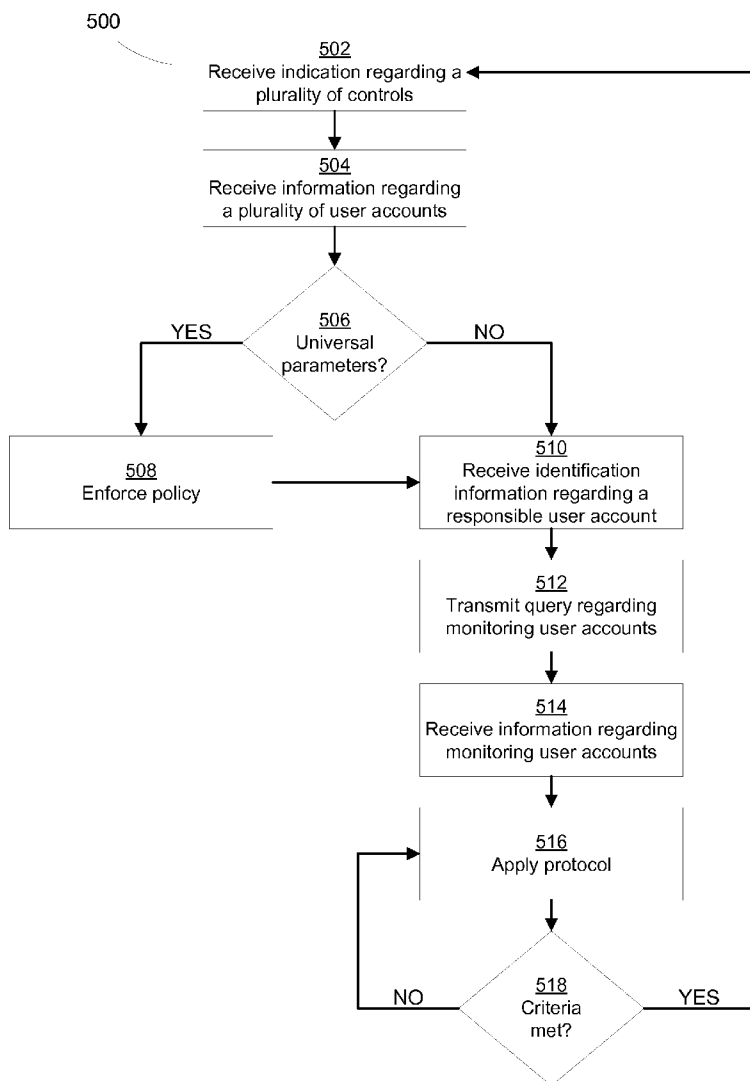 500
502
Receive indication regarding a
plurality of controls
504
Receive information regarding
a plurality of user accounts
YES
506
Universal
parameters?
NO
508
Enforce policy
510
Receive identification
information regarding a
responsible user account
512
Transmit query regarding
monitoring user accounts
514
Receive information regarding
monitoring user accounts
516
Apply protocol
NO
518
Criteria
met?
YES